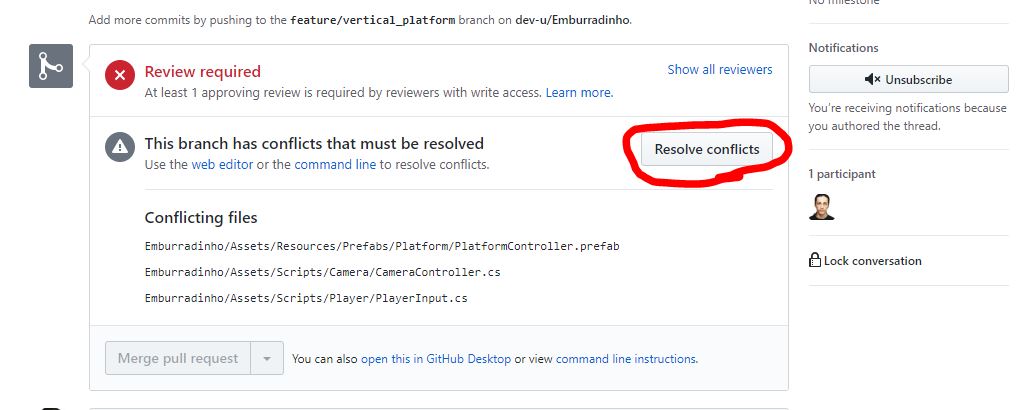 No milestone
Add more commits by pushing to the feature/vertical_platform branch on dev-u/Emburradinho.
Review required
Show all reviewers
At least 1 approving review is required by reviewers with write access. Learn more.
This branch has conflicts that must be resolved
Resolve conflicts
Use the web editor or the command line to resolve conflicts.
Conflicting files
Emburradinho/Assets/Resources/Prefabs/Platform/PlatformController.prefab
Emburradinho/Assets/Scripts/Camera/CameraController.cs
Emburradinho/Assets/Scripts/Player/PlayerInput.cs
Merge pull request
You can also open this in GitHub Desktop or view command line instructions.
Notifications
Unsubscribe
You're receiving notifications because
you authored the thread.
1 participant
Lock conversation